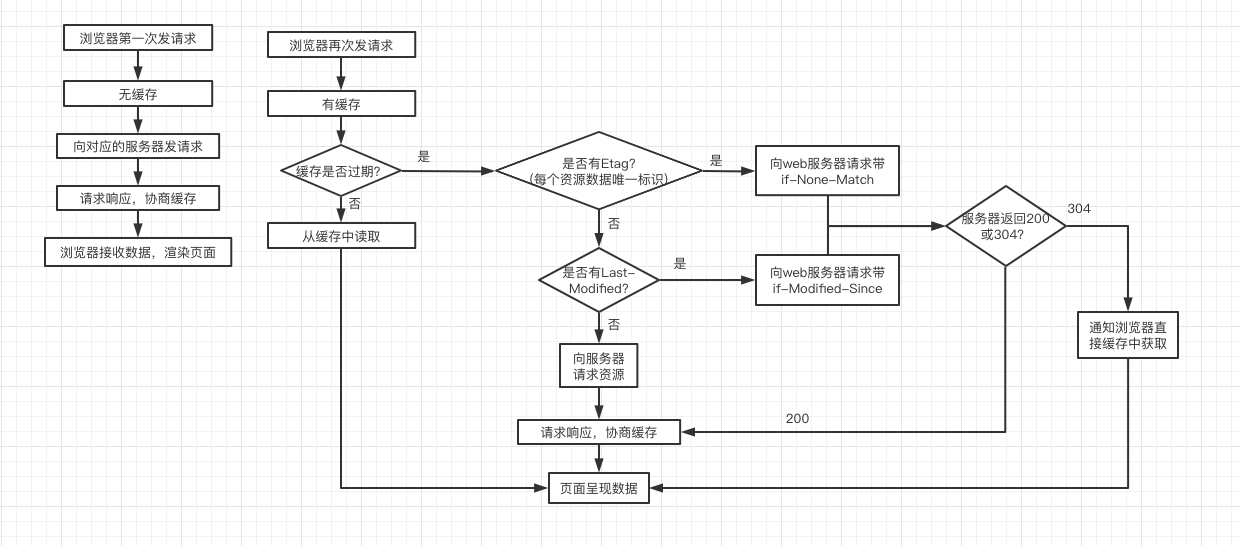 浏览器第一次发请求
无缓存
向对应的服务器发请求
请求响应，协商缓存
浏览器接收数据，渲染页面
浏览器再次发请求
有缓存
缓存是否过期?
是
否
从缓存中读取
是否有Etag?
(每个资源数据唯一标识)
是
否
向web服务器请求带
if-None-Match
是否有Last-
Modified?
是
否
向web服务器请求带
if-Modified-Since
向服务器
请求资源
请求响应，协商缓存
页面呈现数据
服务器返回200
或304?
304
200
通知浏览器直
接缓存中获取